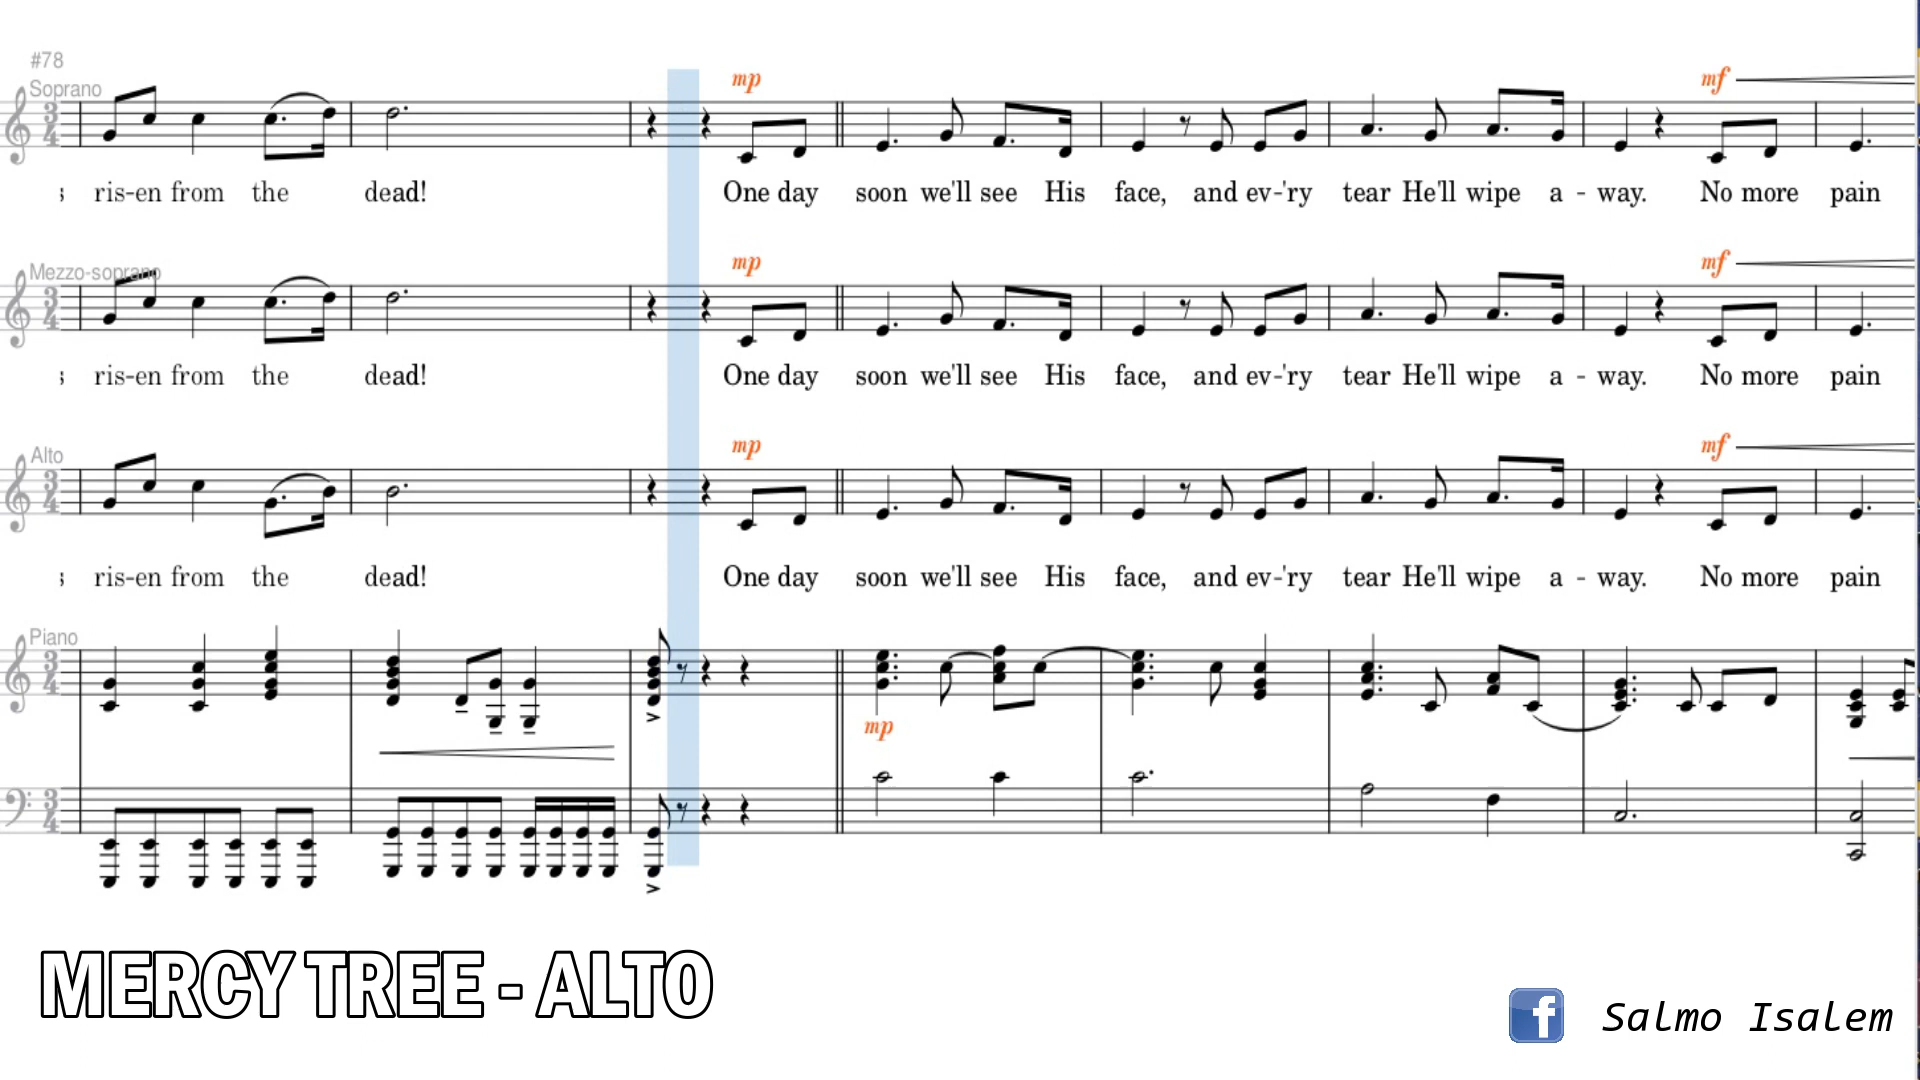 #78
Soprano
mp
mf
ris-en from the dead! One day soon we'll see His face, and ev-'ry tear He'll wipe a - way. No more pain
Mezzo-soprano
mp
mf
ris-en from the dead! One day soon we'll see His face, and ev-'ry tear He'll wipe a - way. No more pain
Alto
mp
mf
ris-en from the dead! One day soon we'll see His face, and ev-'ry tear He'll wipe a - way. No more pain
Piano
mp
MERCY TREE - ALTO
f Salmo Isalem